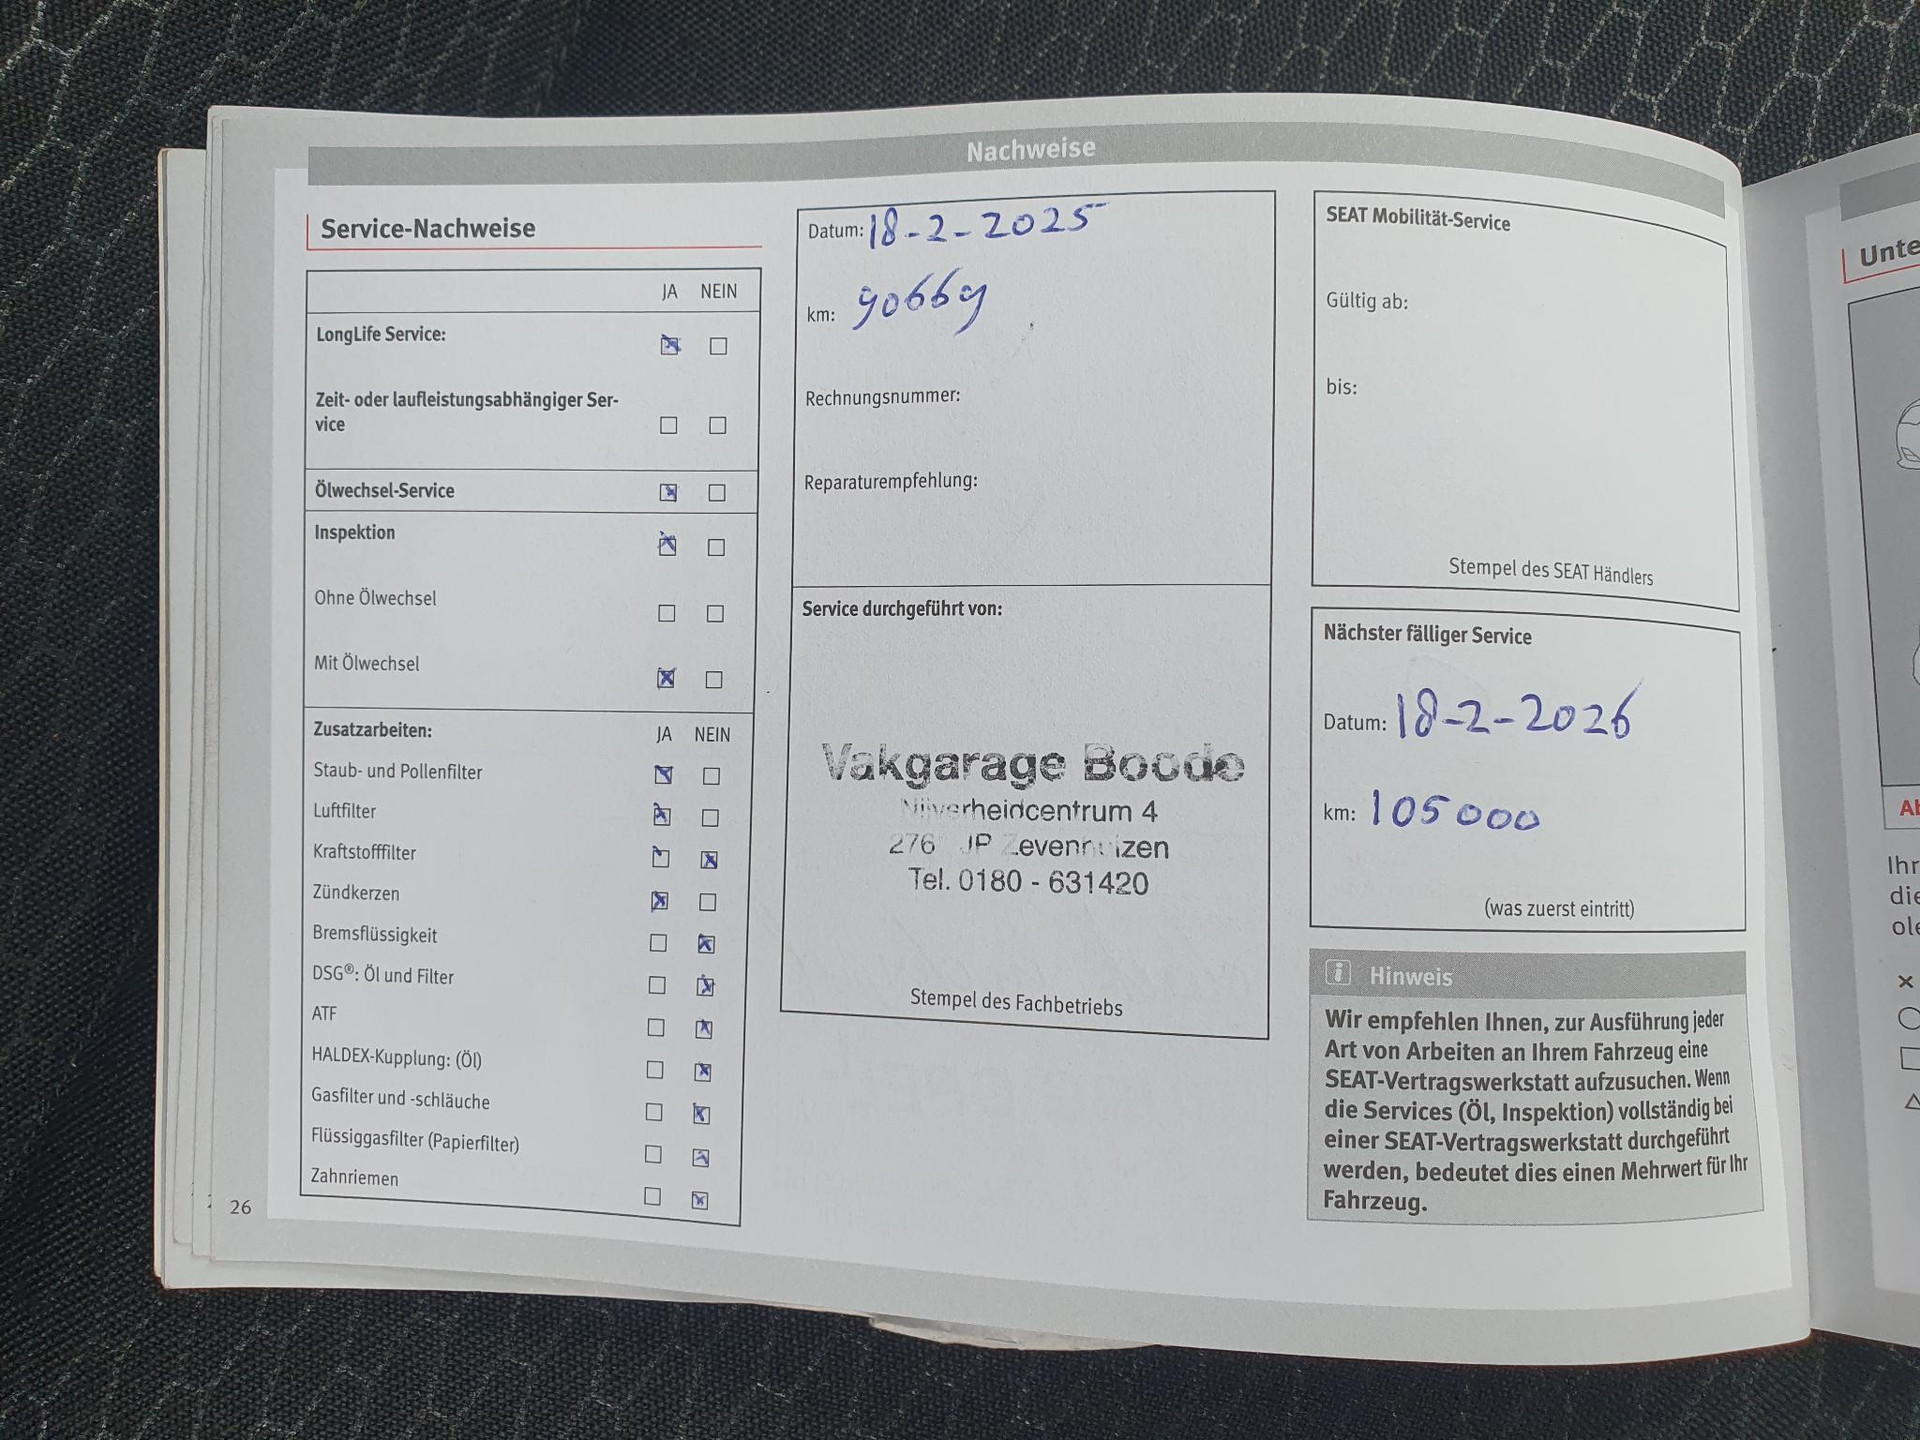 Nachweise
Service-Nachweise
JA NEIN
LongLife Service:
Zeit- oder laufleistungsabhängiger Ser-
vice
Ölwechsel-Service
Inspektion
Ohne Ölwechsel
Mit Ölwechsel
Zusatzarbeiten: JA NEIN
Staub- und Pollenfilter
Luftfilter
Kraftstofffilter
Zündkerzen
Bremsflüssigkeit
DSG®: Öl und Filter
ATF
HALDEX-Kupplung: (Öl)
Gasfilter und -schläuche
Flüssiggasfilter (Papierfilter)
Zahnriemen
26
Datum: 18-2-2025
km: 90669
Rechnungsnummer:
Reparaturempfehlung:
Service durchgeführt von:
Vakgarage Boode
Nijverheidcentrum 4
JP Zevenhuizen
Tel. 0180 - 631420
Stempel des Fachbetriebs
SEAT Mobilität-Service
Gültig ab:
bis:
Stempel des SEAT Händlers
Nächster fälliger Service
Datum: 18-2-2026
km: 105000
(was zuerst eintritt)
i Hinweis
Wir empfehlen Ihnen, zur Ausführung jeder
Art von Arbeiten an Ihrem Fahrzeug eine
SEAT-Vertragswerkstatt aufzusuchen. Wenn
die Services (Öl, Inspektion) vollständig bei
einer SEAT-Vertragswerkstatt durchgeführt
werden, bedeutet dies einen Mehrwert für Ihr
Fahrzeug.
Unte
Ab
Ihr
die
ole